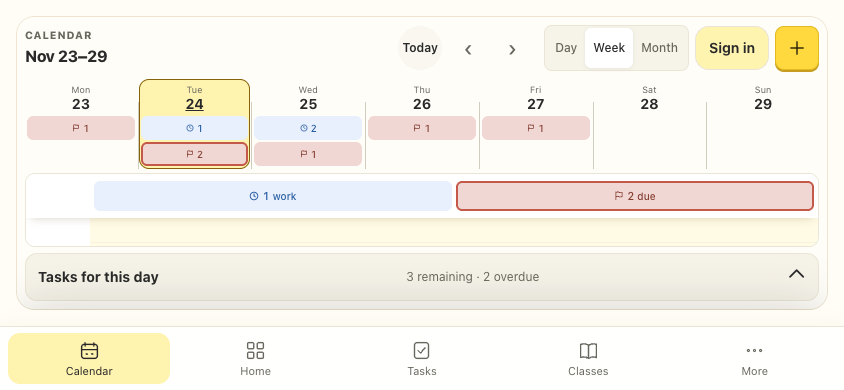 CALENDAR
Nov 23–29
Today
Day Week Month
Sign in
Mon Tue Wed Thu Fri Sat Sun
23 24 25 26 27 28 29
1 1 2 1 1
2 1
1 work 2 due
Tasks for this day 3 remaining · 2 overdue
Calendar Home Tasks Classes More